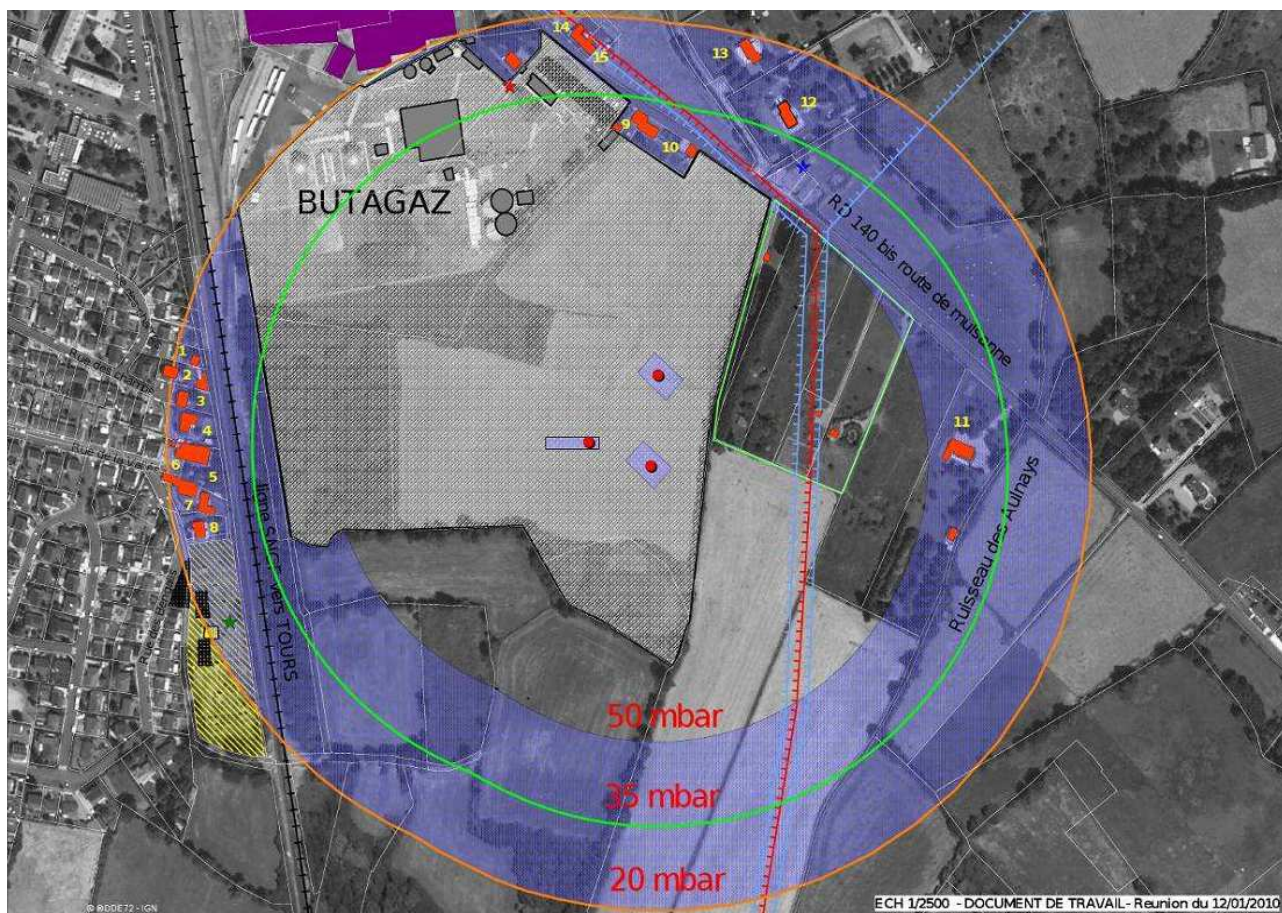 14
15
13
12
9
10
BUTAGAZ
RD 140 bis route de mulsanne
1
2
3
4
11
6
5
7
8
Ruisseau des Aulnays
ligne SNCF vers TOURS
50 mbar
35 mbar
20 mbar
© DDE72 - IGN
ECH 1/2500 - DOCUMENT DE TRAVAIL- Reunion du 12/01/2010